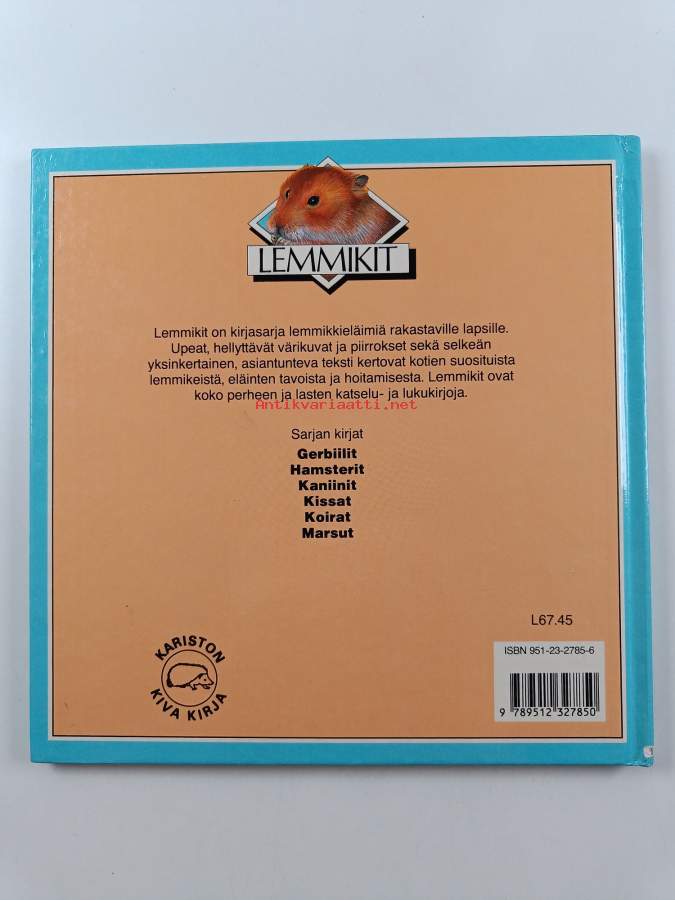 LEMMIKIT
Lemmikit on kirjasarja lemmikkieläimiä rakastaville lapsille.
Upeat, hellyttävät värikuvat ja piirrokset sekä selkeän
yksinkertainen, asiantunteva teksti kertovat kotien suosituista
lemmikeistä, eläinten tavoista ja hoitamisesta. Lemmikit ovat
koko perheen ja lasten katselu- ja lukukirjoja.
Antikvariaatti.net
Sarjan kirjat
Gerbiilit
Hamsterit
Kaniinit
Kissat
Koirat
Marsut
L67.45
ISBN 951-23-2785-6
9 789512 327850
KARISTON
KIVA KIRJA